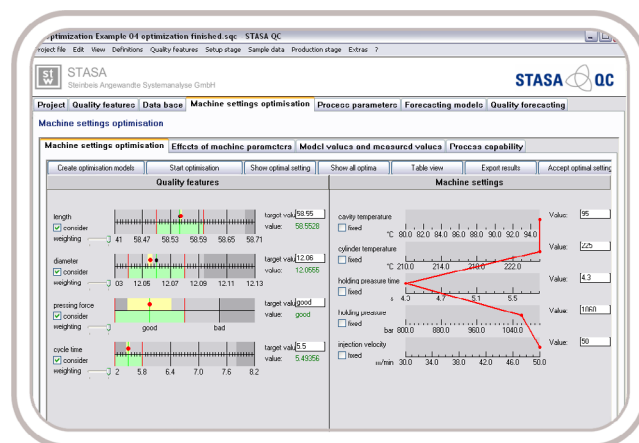 ptimization Example 04 optimization finished.sqc STASA QC
roject file Edit View Definitions Quality features Setup stage Sample data Production stage Extras ?
st
w
STASA
Steinbeis Angewandte Systemanalyse GmbH
STASA QC
Project Quality features Data base Machine settings optimisation Process parameters Forecasting models Quality forecasting
Machine settings optimisation
Machine settings optimisation Effects of machine parameters Model values and measured values Process capability
Create optimisation models Start optimisation Show optimal setting Show all optima Table view Export results Accept optimal setting
Quality features Machine settings
length target valu 58.55
consider value: 58.5528
weighting 41 58.47 58.53 58.59 58.65 58.71
diameter target valu 12.06
consider value: 12.0555
weighting 03 12.05 12.07 12.09 12.11 12.13
pressing force target valu good
consider value: good
weighting good bad
cycle time target valu 5.5
consider value: 5.49356
weighting 2 5.8 6.4 7.0 7.6 8.2
cavity temperature Value: 95
fixed
°C 80.0 82.0 84.0 86.0 88.0 90.0 92.0 94.0
cylinder temperature Value: 225
fixed
°C 210.0 214.0 218.0 222.0
holding pressure time Value: 4.3
fixed
s 4.3 4.7 5.1 5.5
holding pressure Value: 1060
fixed
bar 800.0 880.0 960.0 1040.0
injection velocity Value: 50
fixed
m/min 30.0 34.0 38.0 42.0 46.0 50.0